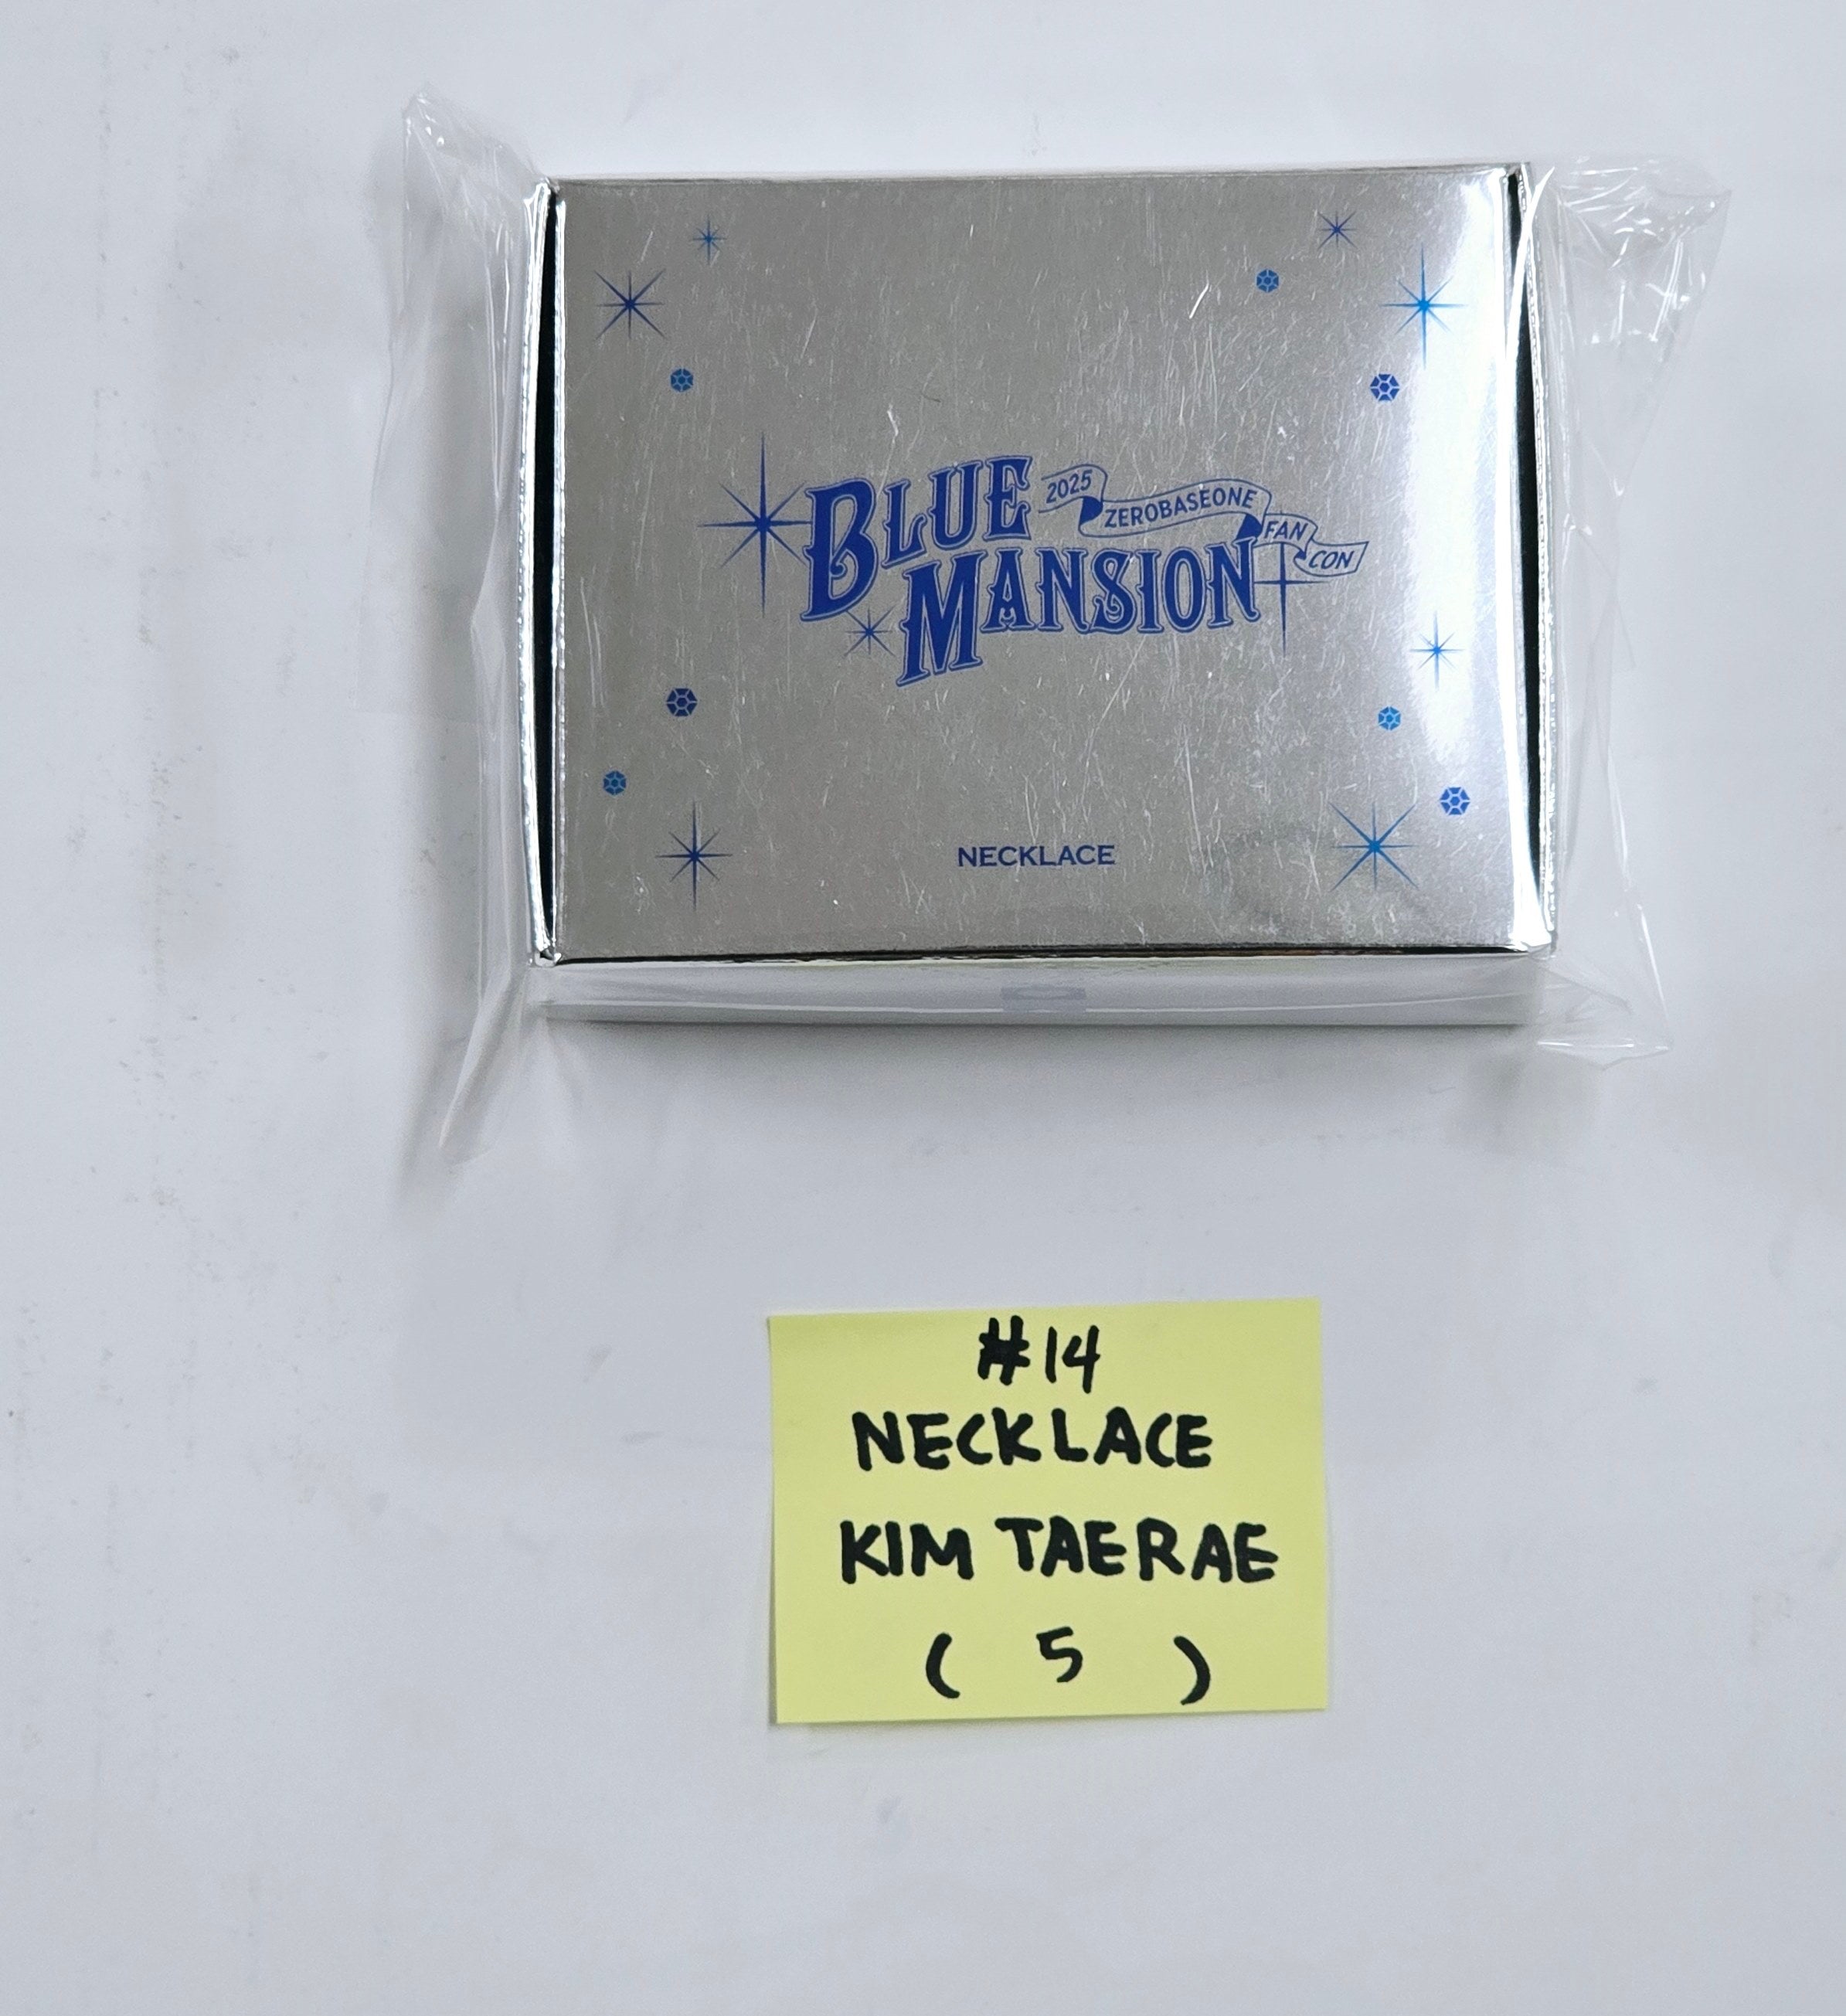 BLUE
MANSION
2025 ZEROBASEONE FAN CON
NECKLACE
#14
NECKLACE
KIM TAERAE
( 5 )